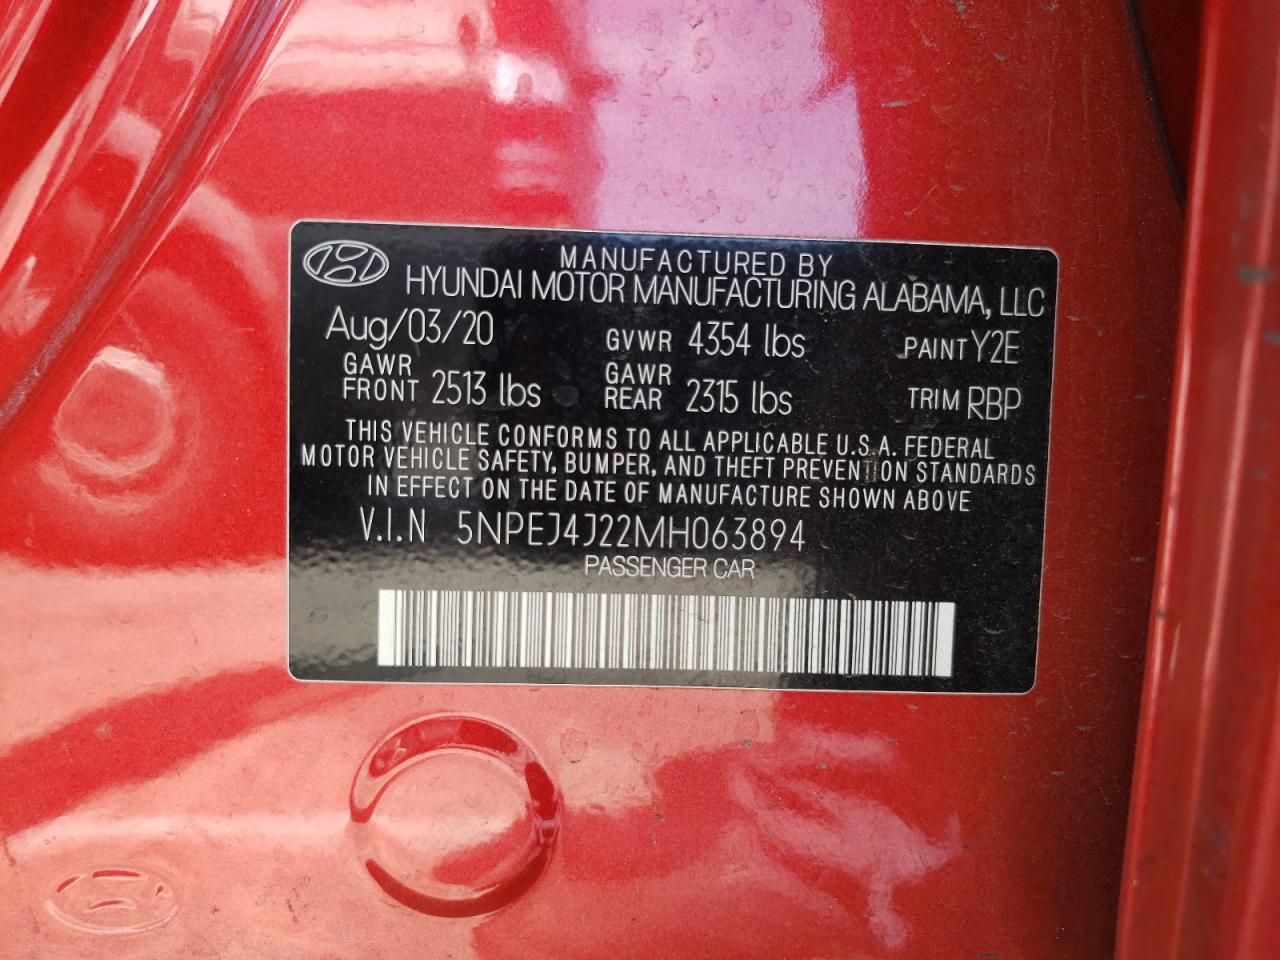 MANUFACTURED BY
HYUNDAI MOTOR MANUFACTURING ALABAMA, LLC
Aug/03/20 GVWR 4354 lbs PAINT Y2E
GAWR FRONT 2513 lbs GAWR REAR 2315 lbs TRIM RBP
THIS VEHICLE CONFORMS TO ALL APPLICABLE U.S.A. FEDERAL
MOTOR VEHICLE SAFETY, BUMPER, AND THEFT PREVENTION STANDARDS
IN EFFECT ON THE DATE OF MANUFACTURE SHOWN ABOVE
V.I.N 5NPEJ4J22MH063894
PASSENGER CAR